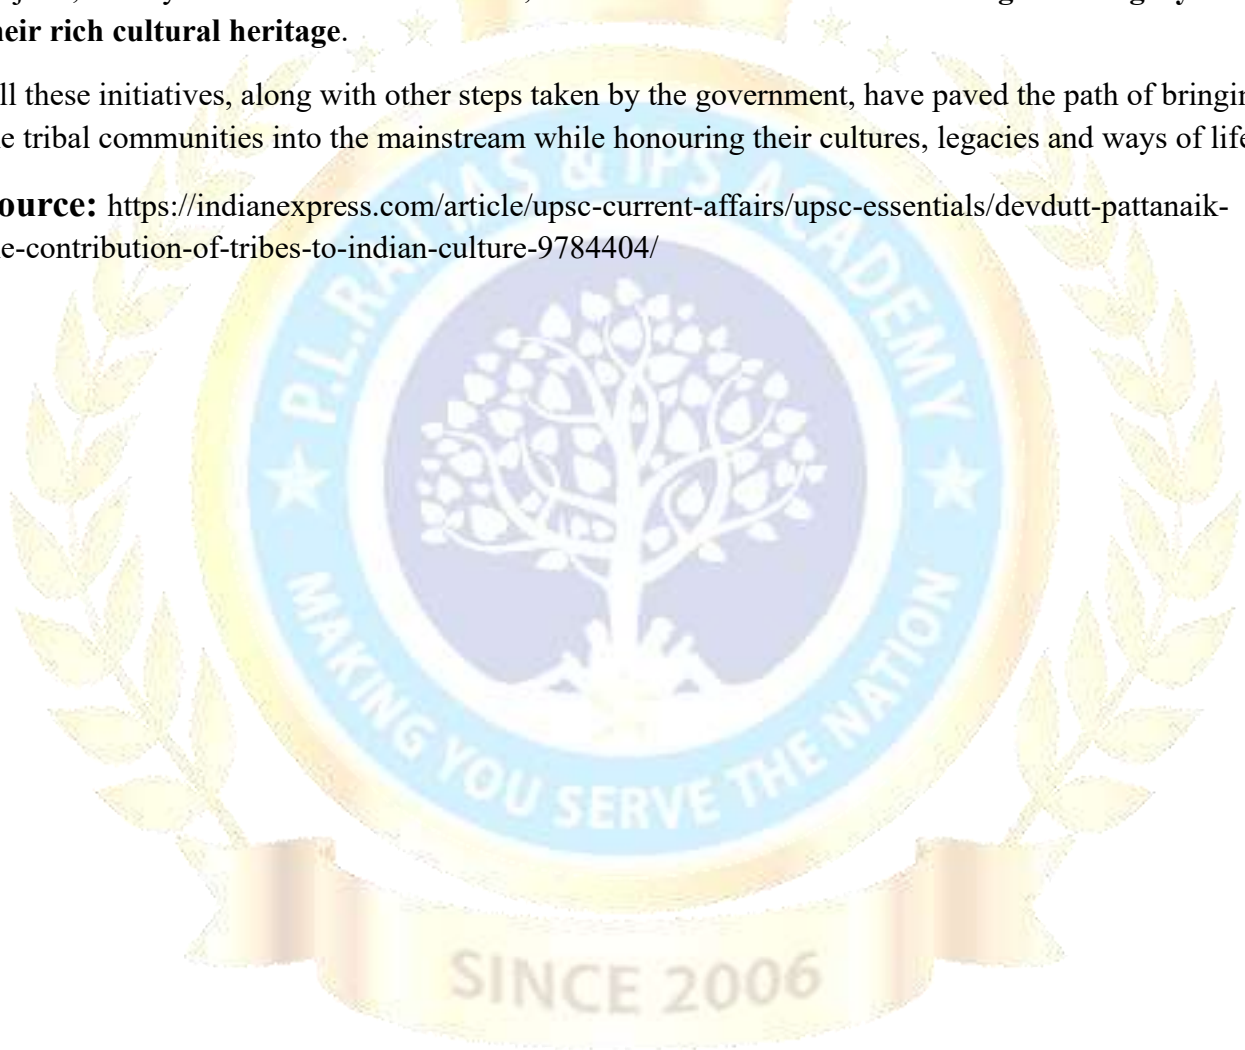 heir rich cultural heritage.
ll these initiatives, along with other steps taken by the government, have paved the path of bringin
e tribal communities into the mainstream while honouring their cultures, legacies and ways of life
ource: https://indianexpress.com/article/upsc-current-affairs/upsc-essentials/devdutt-pattanaik-
e-contribution-of-tribes-to-indian-culture-9784404/
P.L.RAJ IAS & IPS ACADEMY
MAKING YOU SERVE THE NATION
SINCE 2006